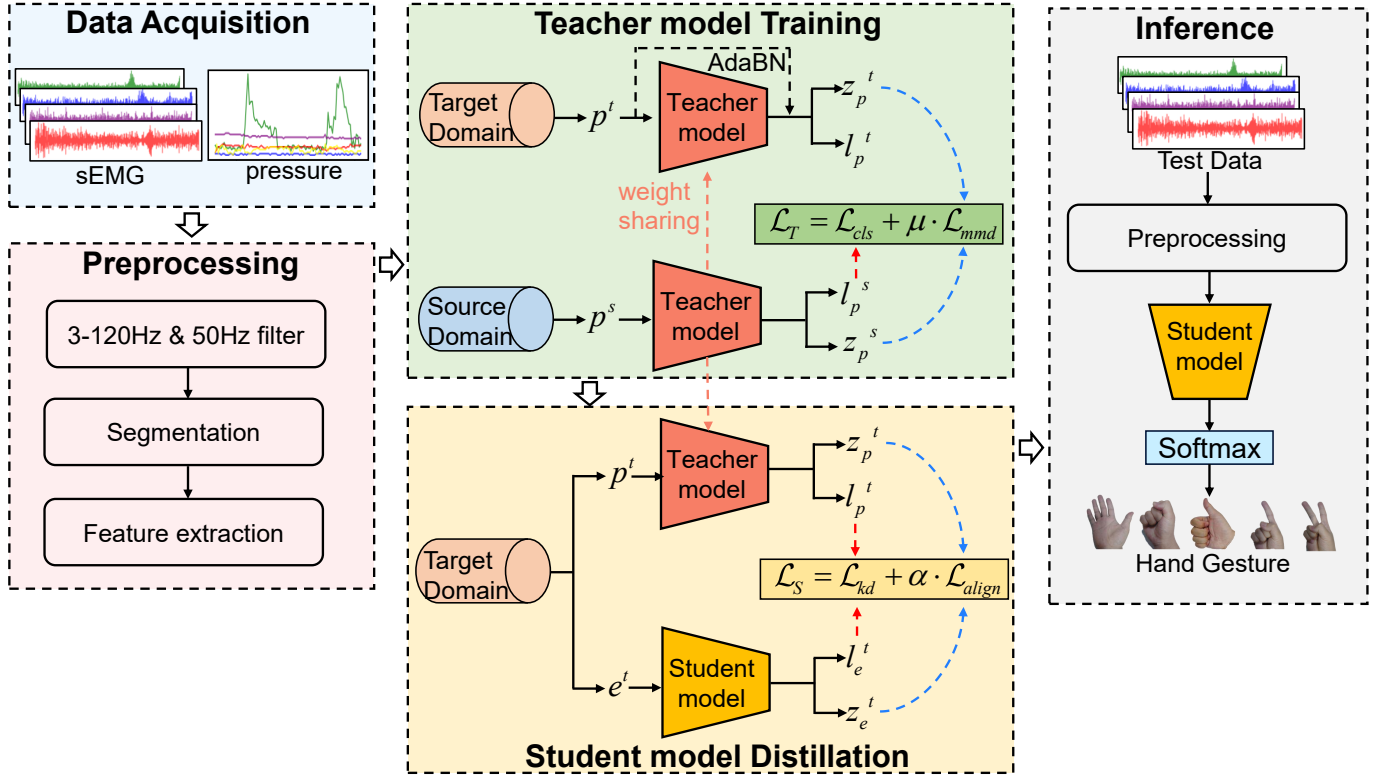 Data Acquisition
sEMG
pressure
Preprocessing
3-120Hz & 50Hz filter
Segmentation
Feature extraction
Teacher model Training
AdaBN
Target
Domain
p^t
Teacher
model
z_p^t
l_p^t
weight
sharing
L_T = L_cls + μ · L_mmd
Source
Domain
p^s
Teacher
model
l_p^s
z_p^s
Target
Domain
p^t
Teacher
model
z_p^t
l_p^t
L_S = L_kd + α · L_align
e^t
Student
model
l_e^t
z_e^t
Student model Distillation
Inference
Test Data
Preprocessing
Student
model
Softmax
Hand Gesture